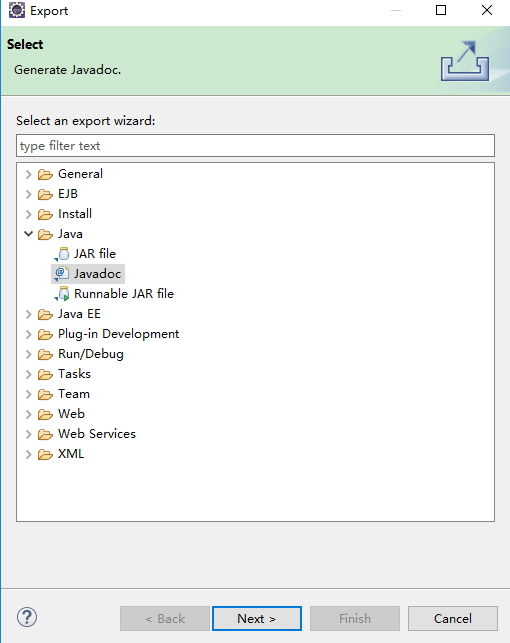 Export
Select
Generate Javadoc.
Select an export wizard:
type filter text
General
EJB
Install
Java
JAR file
Javadoc
Runnable JAR file
Java EE
Plug-in Development
Run/Debug
Tasks
Team
Web
Web Services
XML
? < Back Next > Finish Cancel